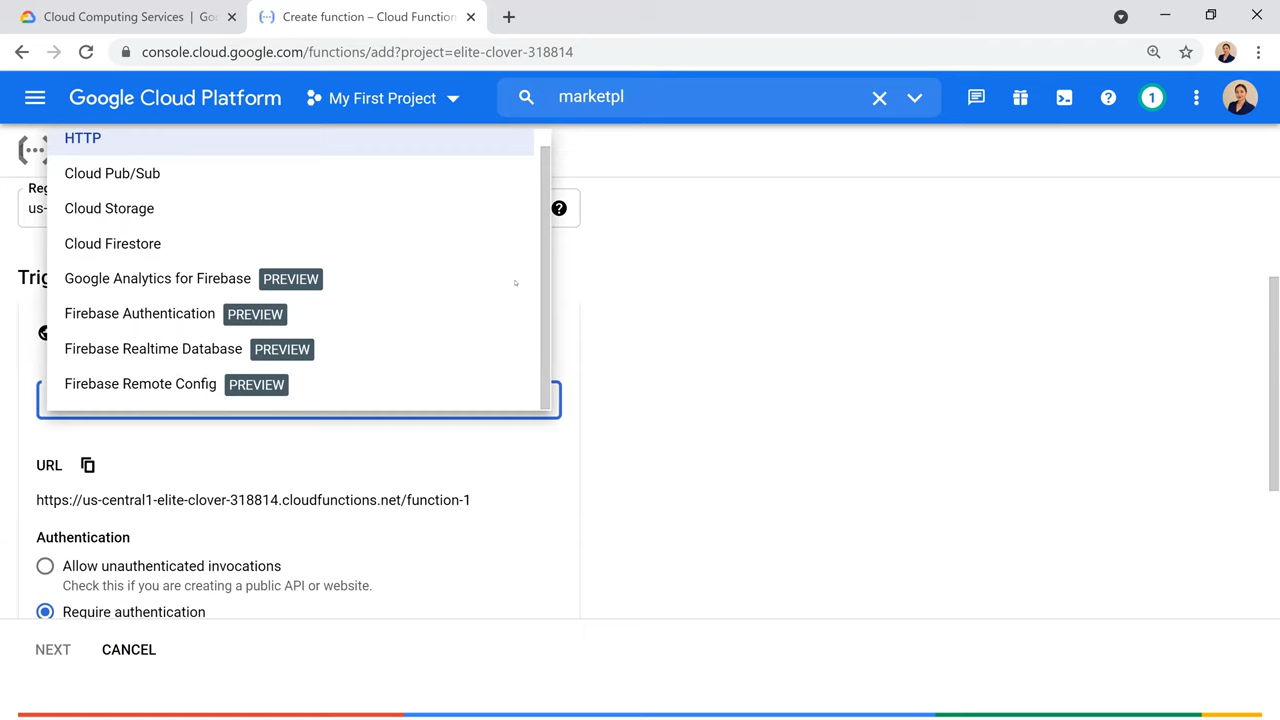 Cloud Computing Services | Goo
Create function – Cloud Function
console.cloud.google.com/functions/add?project=elite-clover-318814
Google Cloud Platform
My First Project
marketpl
1
HTTP
Cloud Pub/Sub
Reg
Cloud Storage
us-
Cloud Firestore
Trig
Google Analytics for Firebase PREVIEW
Firebase Authentication PREVIEW
Firebase Realtime Database PREVIEW
Firebase Remote Config PREVIEW
URL
https://us-central1-elite-clover-318814.cloudfunctions.net/function-1
Authentication
Allow unauthenticated invocations
Check this if you are creating a public API or website.
Require authentication
NEXT
CANCEL